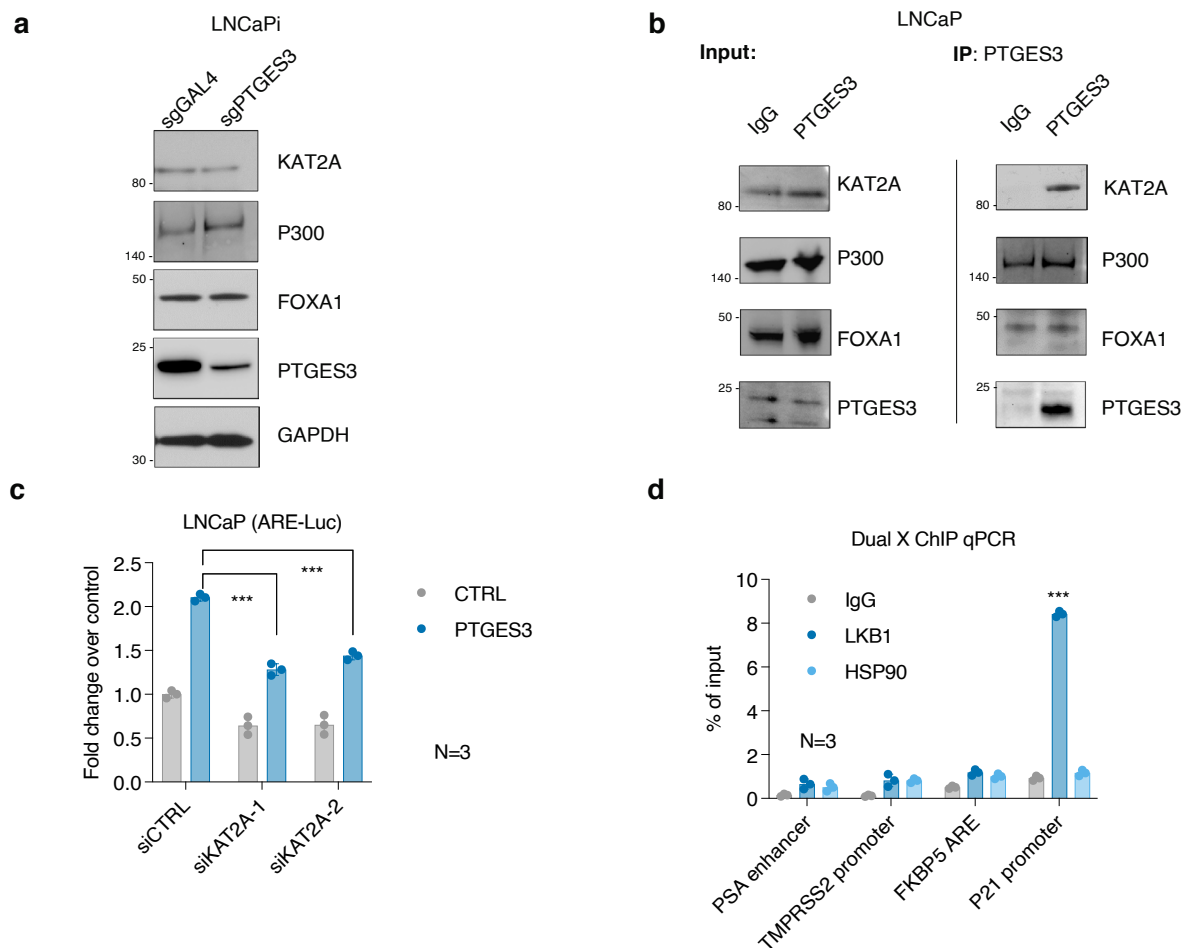 a
LNCaPi
sgGAL4
sgPTGES3
KAT2A
80 -
P300
140 -
50 -
FOXA1
25 -
PTGES3
GAPDH
30 -
b
LNCaP
Input:
IP: PTGES3
IgG
PTGES3
IgG
PTGES3
KAT2A
80 -
KAT2A
80 -
P300
140 -
P300
140 -
50 -
FOXA1
50 -
FOXA1
25 -
PTGES3
25 -
PTGES3
c
LNCaP (ARE-Luc)
Fold change over control
2.5
2.0
1.5
1.0
0.5
0.0
***
***
CTRL
PTGES3
N=3
siCTRL
siKAT2A-1
siKAT2A-2
d
Dual X ChIP qPCR
% of input
10
8
6
4
2
0
IgG
LKB1
HSP90
N=3
***
PSA enhancer
TMPRSS2 promoter
FKBP5 ARE
P21 promoter